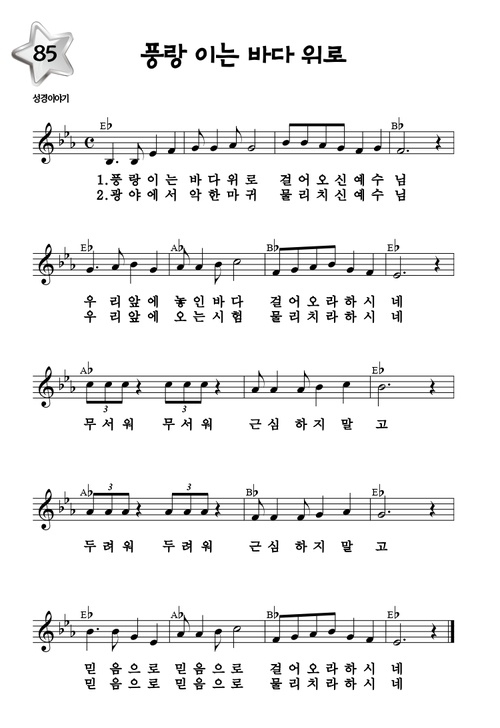 85
풍랑 이는 바다 위로
성경이야기
E♭ B♭
1.풍 랑 이 는 바 다 위 로 걸 어 오 신 예 수 님
2.광 야 에 서 악 한 마 귀 물 리 치 신 예 수 님
E♭ A♭ B♭ E♭
우 리 앞 에 놓 인 바 다 걸 어 오 라 하 시 네
우 리 앞 에 오 는 시 험 물 리 치 라 하 시 네
A♭ E♭ B♭
3 3
무 서 워 무 서 워 근 심 하 지 말 고
A♭ 3 3 B♭ E♭
두 려 워 두 려 워 근 심 하 지 말 고
E♭ A♭ B♭ E♭
믿 음 으 로 믿 음 으 로 걸 어 오 라 하 시 네
믿 음 으 로 믿 음 으 로 물 리 치 라 하 시 네